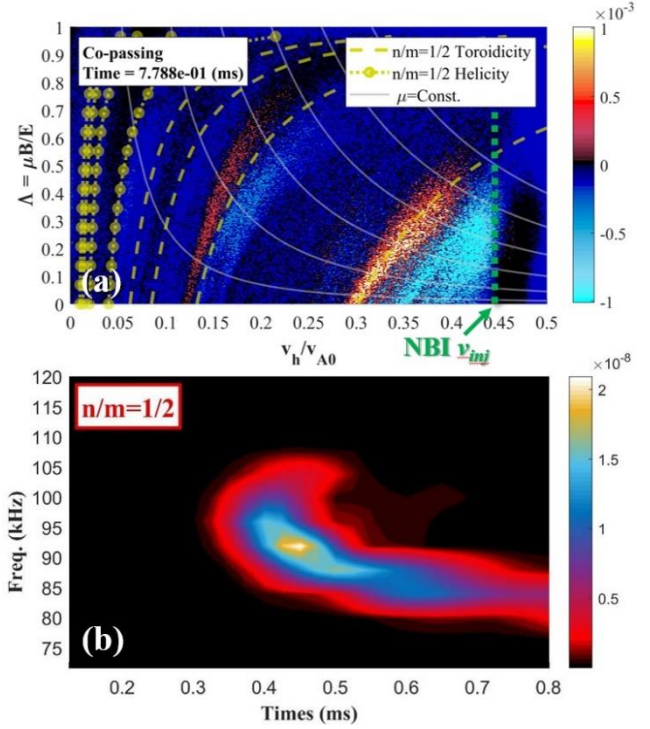 ×10⁻³
1
Co-passing
Time = 7.788e-01 (ms)
n/m=1/2 Toroidicity
n/m=1/2 Helicity
μ=Const.
Λ = μB/E
1
0.9
0.8
0.7
0.6
0.5
0.4
0.3
0.2
0.1
0
(a)
0 0.05 0.1 0.15 0.2 0.25 0.3 0.35 0.4 0.45 0.5
v_h/v_A0
NBI v_inj
1
0
-1
120
115
110
105
100
95
90
85
80
75
Freq. (kHz)
n/m=1/2
(b)
0.2 0.3 0.4 0.5 0.6 0.7 0.8
Times (ms)
×10⁻⁸
2
1.5
1
0.5